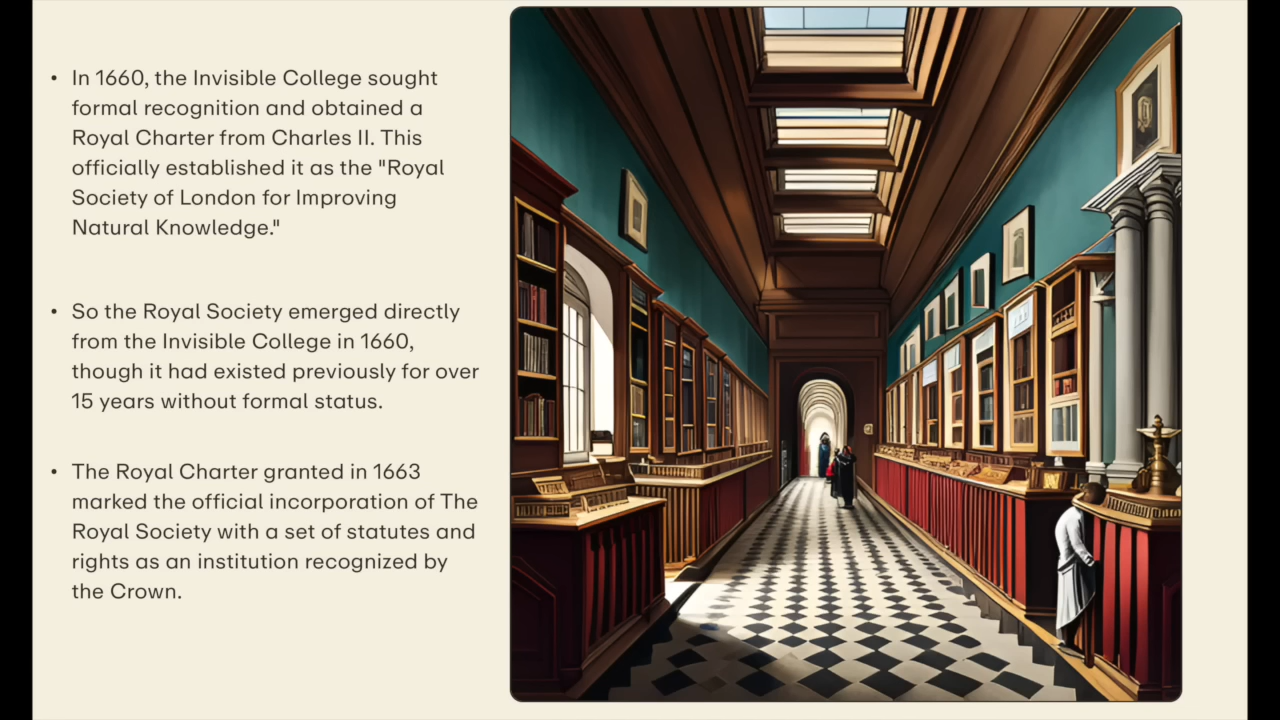 • In 1660, the Invisible College sought
formal recognition and obtained a
Royal Charter from Charles II. This
officially established it as the "Royal
Society of London for Improving
Natural Knowledge."
• So the Royal Society emerged directly
from the Invisible College in 1660,
though it had existed previously for over
15 years without formal status.
• The Royal Charter granted in 1663
marked the official incorporation of The
Royal Society with a set of statutes and
rights as an institution recognized by
the Crown.